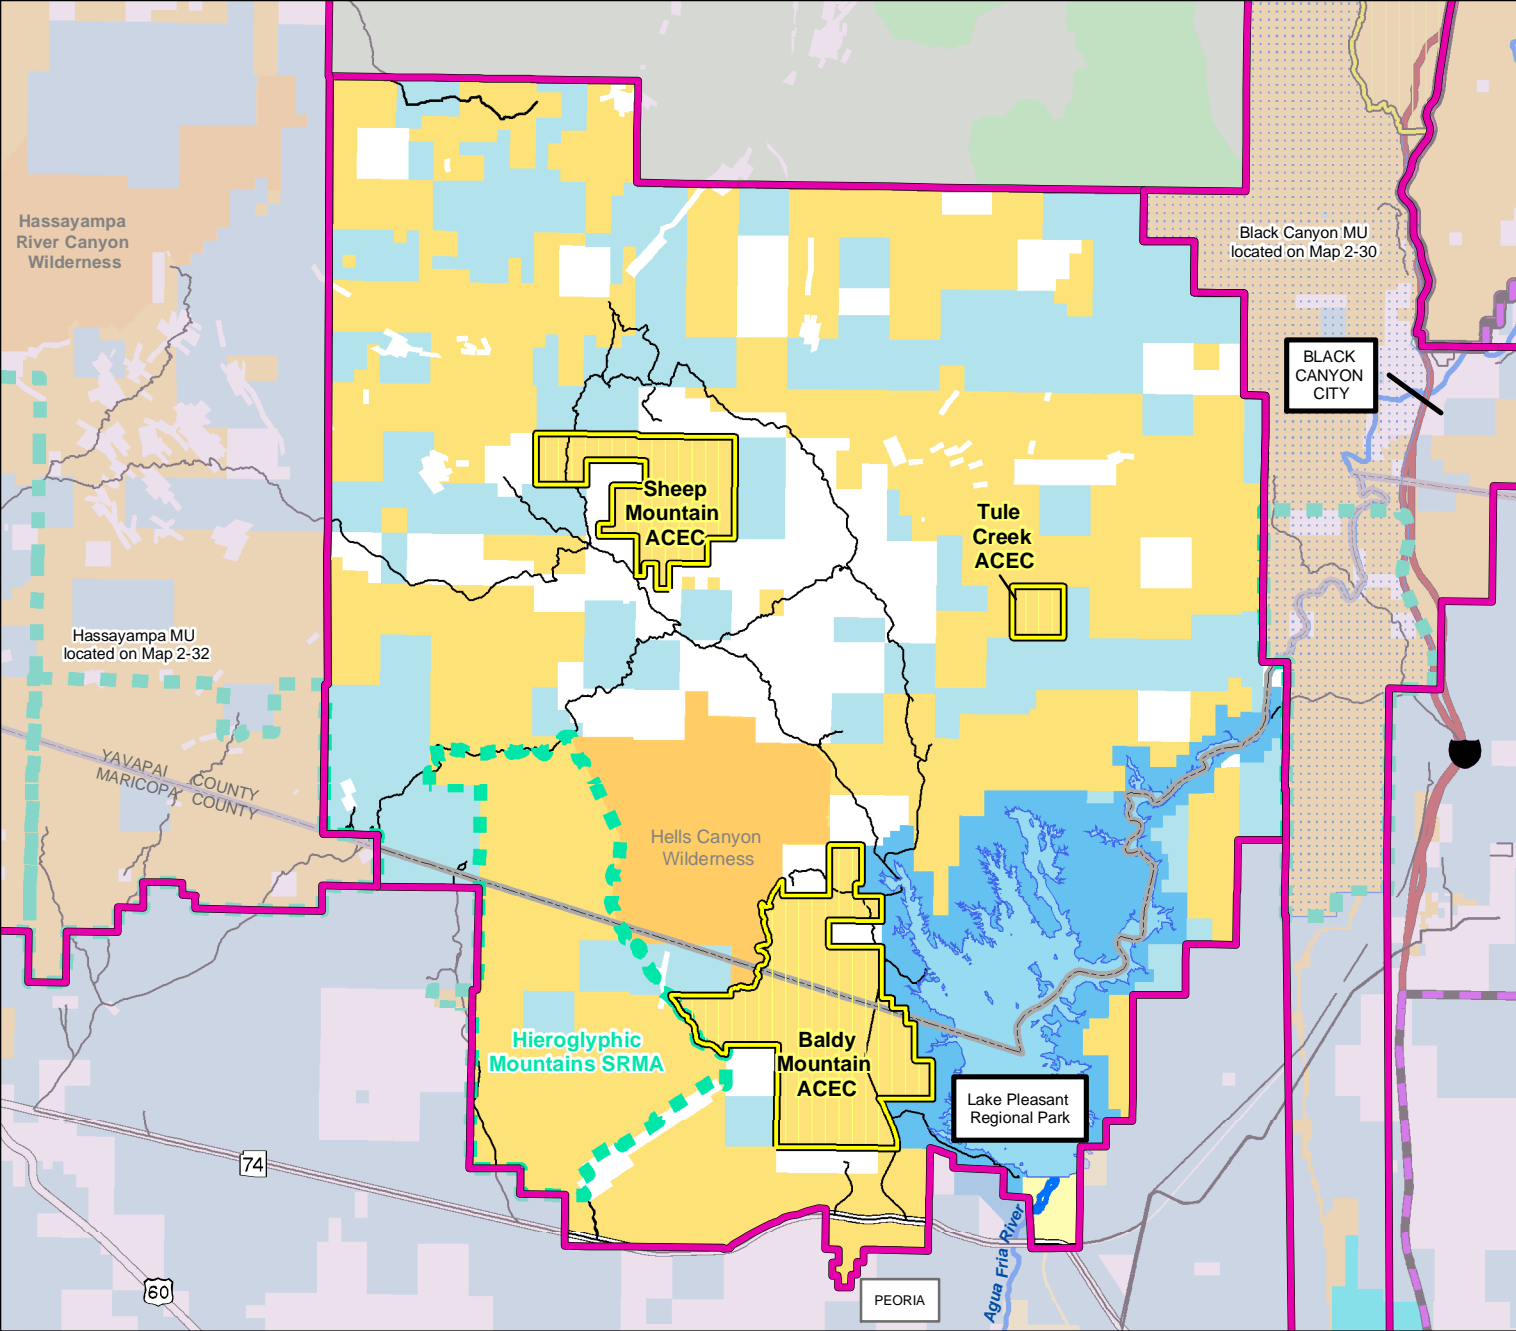 Hassayampa
River Canyon
Wilderness
Black Canyon MU
located on Map 2-30
BLACK
CANYON
CITY
Sheep
Mountain
ACEC
Tule
Creek
ACEC
Hassayampa MU
located on Map 2-32
YAVAPAI COUNTY
MARICOPA COUNTY
Hells Canyon
Wilderness
Hieroglyphic
Mountains SRMA
Baldy
Mountain
ACEC
Lake Pleasant
Regional Park
74
Agua Fria River
60
PEORIA